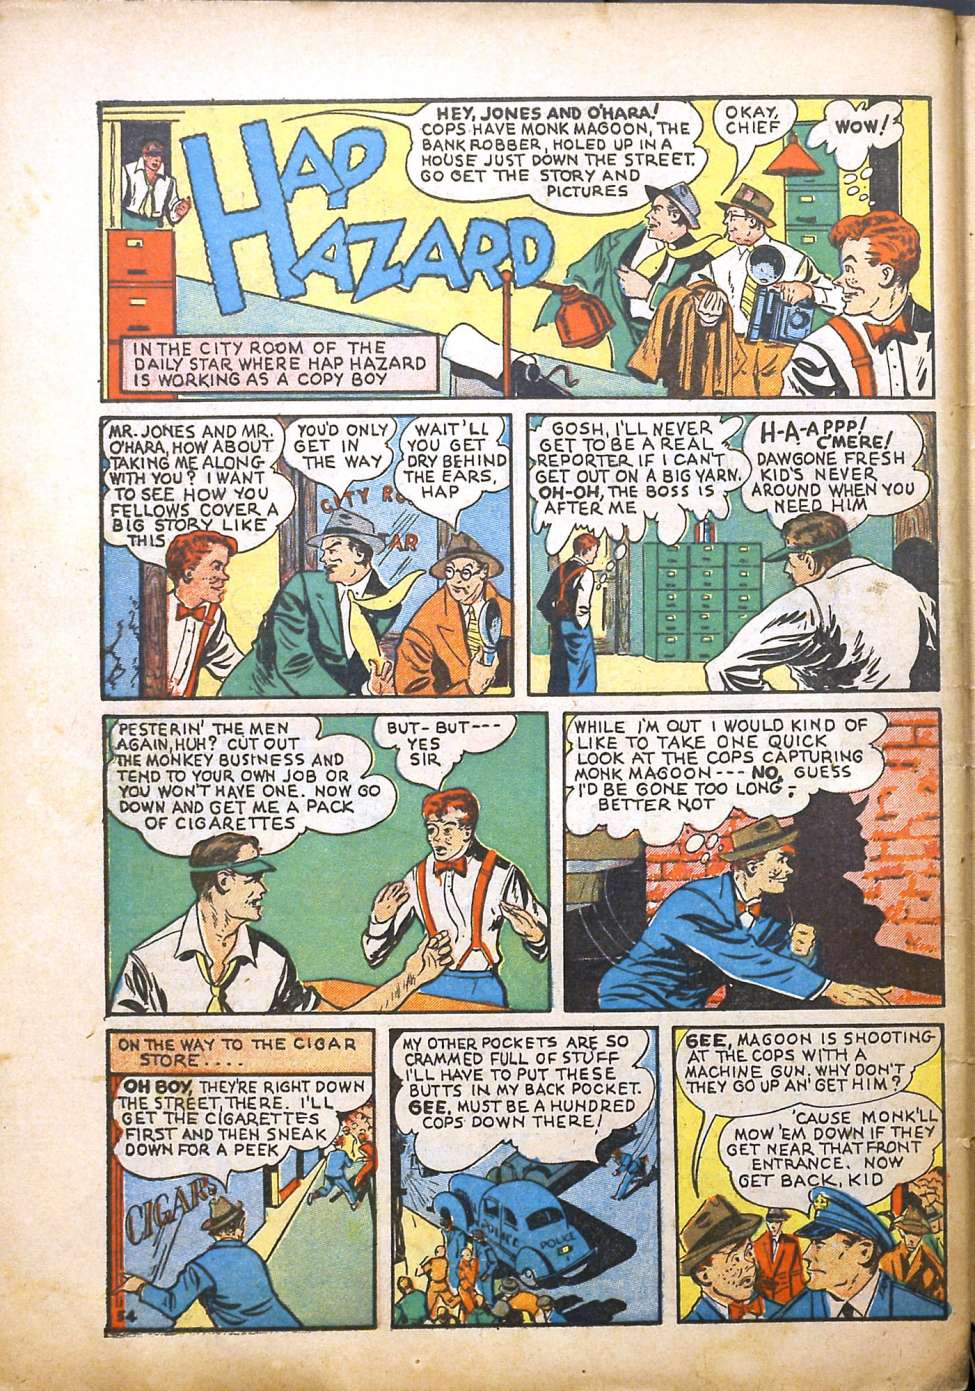 HEY, JONES AND O'HARA!
COPS HAVE MONK MAGOON, THE
BANK ROBBER, HOLED UP IN A
HOUSE JUST DOWN THE STREET.
GO GET THE STORY AND
PICTURES
OKAY,
CHIEF
WOW!
HAP
HAZARD
IN THE CITY ROOM OF THE
DAILY STAR WHERE HAP HAZARD
IS WORKING AS A COPY BOY
MR. JONES AND MR.
O'HARA, HOW ABOUT
TAKING ME ALONG
WITH YOU? I WANT
TO SEE HOW YOU
FELLOWS COVER A
BIG STORY LIKE
THIS
YOU'D ONLY
GET IN
THE WAY
WAIT'LL
YOU GET
DRY BEHIND
THE EARS,
HAP
CITY RO
TAR
GOSH, I'LL NEVER
GET TO BE A REAL
REPORTER IF I CAN'T
GET OUT ON A BIG YARN.
OH-OH, THE BOSS IS
AFTER ME
H-A-APPP!
C'MERE!
DAWGONE FRESH
KID'S NEVER
AROUND WHEN YOU
NEED HIM
PESTERIN' THE MEN
AGAIN, HUH? CUT OUT
THE MONKEY BUSINESS AND
TEND TO YOUR OWN JOB OR
YOU WON'T HAVE ONE. NOW GO
DOWN AND GET ME A PACK
OF CIGARETTES
BUT-BUT---
YES
SIR
WHILE I'M OUT I WOULD KIND OF
LIKE TO TAKE ONE QUICK
LOOK AT THE COPS CAPTURING
MONK MAGOON --- NO, GUESS
I'D BE GONE TOO LONG-
BETTER NOT
ON THE WAY TO THE CIGAR
STORE....
OH BOY, THEY'RE RIGHT DOWN
THE STREET, THERE. I'LL
GET THE CIGARETTES
FIRST AND THEN SNEAK
DOWN FOR A PEEK
CIGARS
54
MY OTHER POCKETS ARE SO
CRAMMED FULL OF STUFF
I'LL HAVE TO PUT THESE
BUTTS IN MY BACK POCKET.
GEE, MUST BE A HUNDRED
COPS DOWN THERE!
POLICE
POLICE
GEE, MAGOON IS SHOOTING
AT THE COPS WITH A
MACHINE GUN. WHY DON'T
THEY GO UP AN' GET HIM?
'CAUSE MONK'LL
MOW 'EM DOWN IF THEY
GET NEAR THAT FRONT
ENTRANCE. NOW
GET BACK, KID